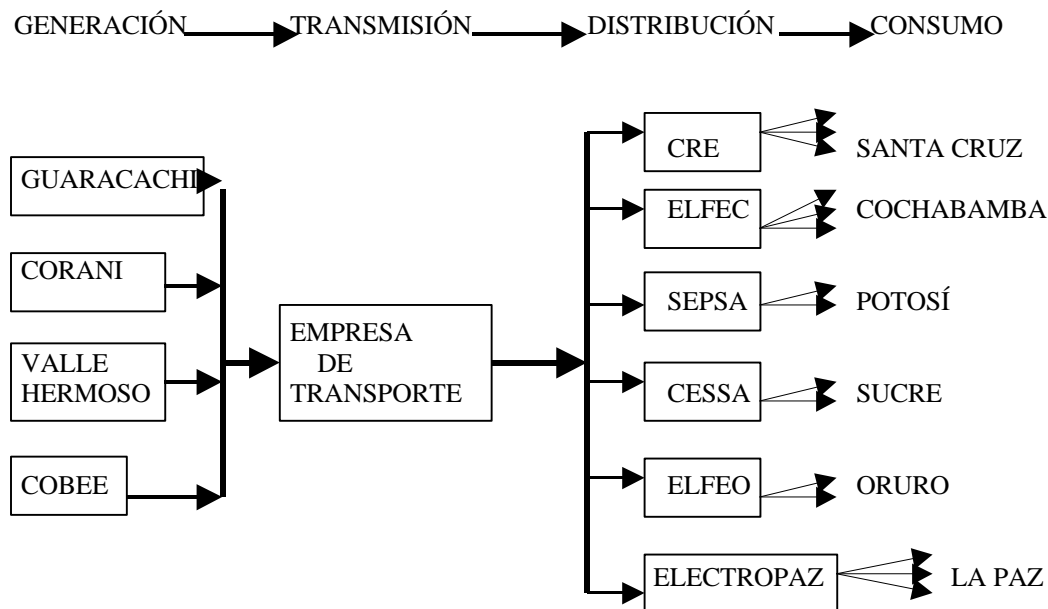 GENERACIÓN TRANSMISIÓN DISTRIBUCIÓN CONSUMO
GUARACACHI
CORANI
VALLE
HERMOSO
COBEE
EMPRESA
DE
TRANSPORTE
CRE
SANTA CRUZ
ELFEC
COCHABAMBA
SEPSA
POTOSÍ
CESSA
SUCRE
ELFEO
ORURO
ELECTROPAZ
LA PAZ